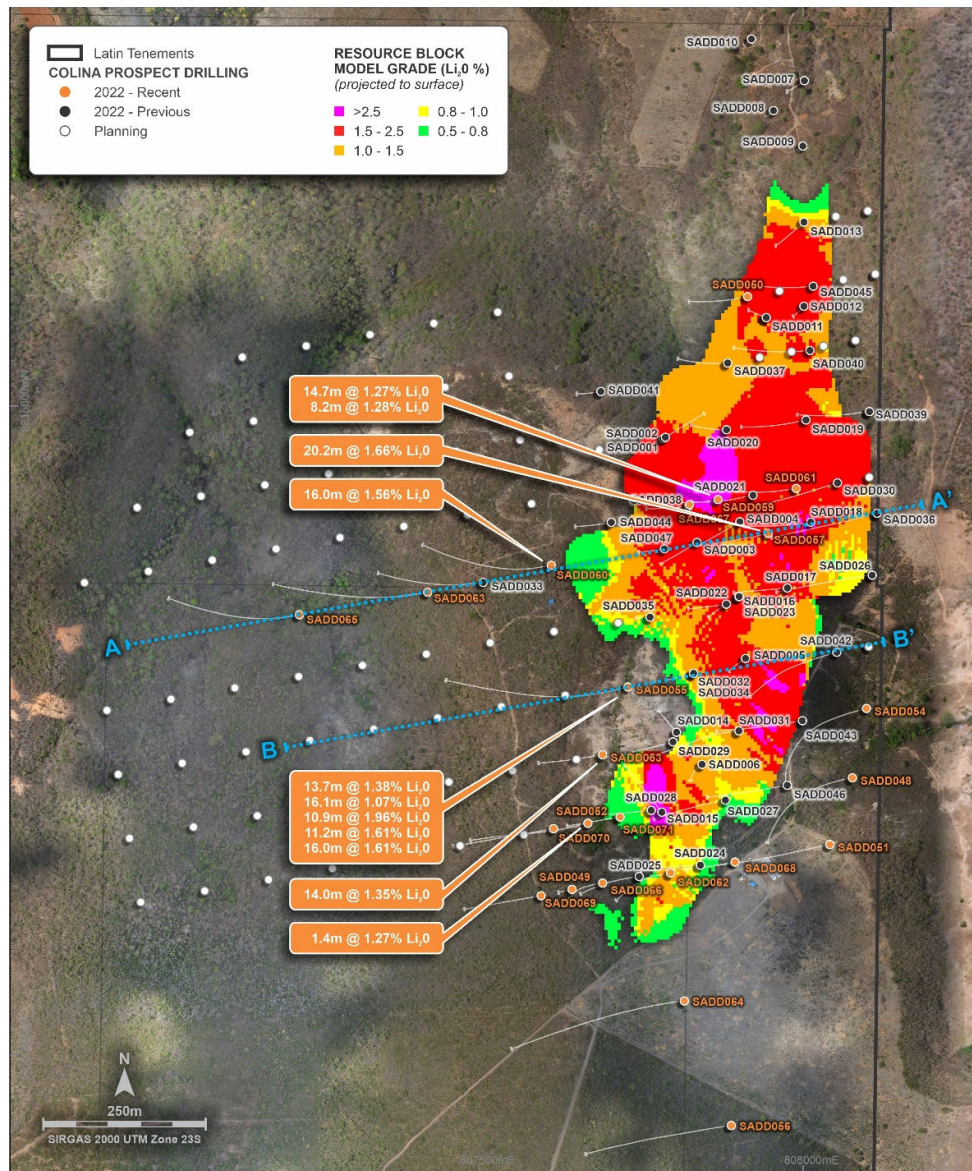 Latin Tenements
COLINA PROSPECT DRILLING
2022 - Recent
2022 - Previous
Planning
RESOURCE BLOCK
MODEL GRADE (Li₂0 %)
(projected to surface)
>2.5
1.5 - 2.5
1.0 - 1.5
0.8 - 1.0
0.5 - 0.8
SADD010
SADD007
SADD008
SADD009
SADD013
SADD050
SADD045
SADD012
SADD011
SADD040
SADD037
14.7m @ 1.27% Li₂0
8.2m @ 1.28% Li₂0
SADD041
SADD039
SADD019
SADD002
SADD001
SADD020
20.2m @ 1.66% Li₂0
16.0m @ 1.56% Li₂0
SADD021
SADD061
SADD030
SADD038
SADD059
SADD067
A'
SADD044
SADD004
SADD018
SADD036
SADD057
SADD047
SADD003
SADD026
SADD060
SADD033
SADD017
SADD063
SADD022
SADD016
SADD023
SADD065
SADD035
A
SADD042
B'
SADD005
SADD032
SADD034
SADD055
SADD054
B
SADD014
SADD031
SADD043
SADD029
SADD053
SADD006
13.7m @ 1.38% Li₂0
16.1m @ 1.07% Li₂0
10.9m @ 1.96% Li₂0
11.2m @ 1.61% Li₂0
16.0m @ 1.61% Li₂0
SADD048
SADD046
SADD028
SADD027
SADD052
SADD015
SADD071
SADD070
SADD051
SADD024
SADD068
14.0m @ 1.35% Li₂0
SADD025
SADD062
SADD049
SADD066
SADD069
1.4m @ 1.27% Li₂0
SADD064
N
250m
SIRGAS 2000 UTM Zone 23S
SADD056
807500mE
808000mE